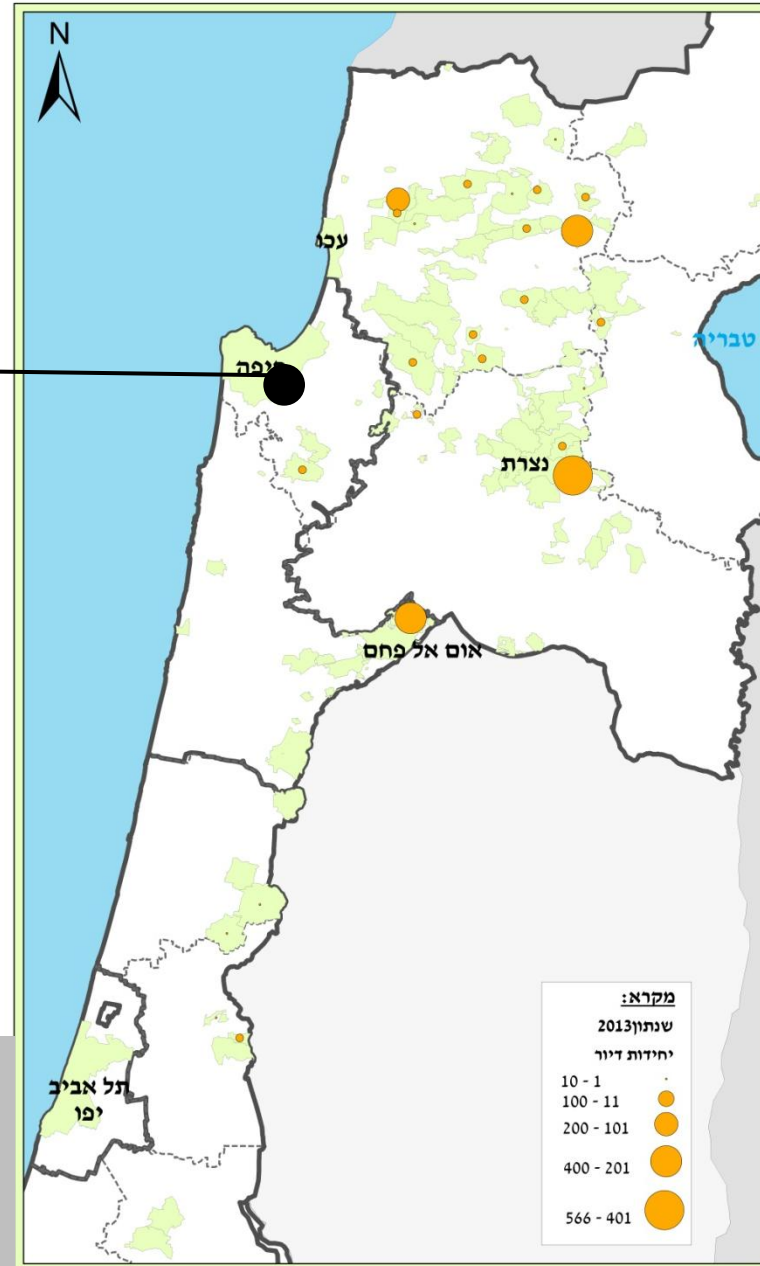 N
עכו
חיפה
טבריה
נצרת
אום אל פחם
תל אביב
יפו
מקרא:
שנתון2013
יחידות דיור
10 - 1
100 - 11
200 - 101
400 - 201
566 - 401